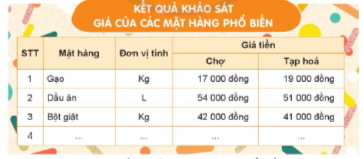 KẾT QUẢ KHẢO SÁT
GIÁ CỦA CÁC MẶT HÀNG PHỔ BIẾN
STT Mặt hàng Đơn vị tính Giá tiền
Chợ Tạp hoá
1 Gạo Kg 17 000 đồng 19 000 đồng
2 Dầu ăn L 54 000 đồng 51 000 đồng
3 Bột giặt Kg 42 000 đồng 41 000 đồng
4 ... ... ... ...